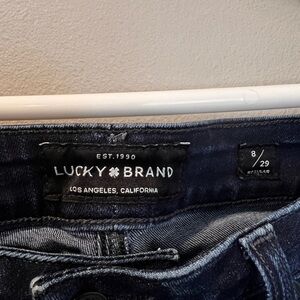 EST. 1990
LUCKY BRAND
LOS ANGELES, CALIFORNIA
8/29